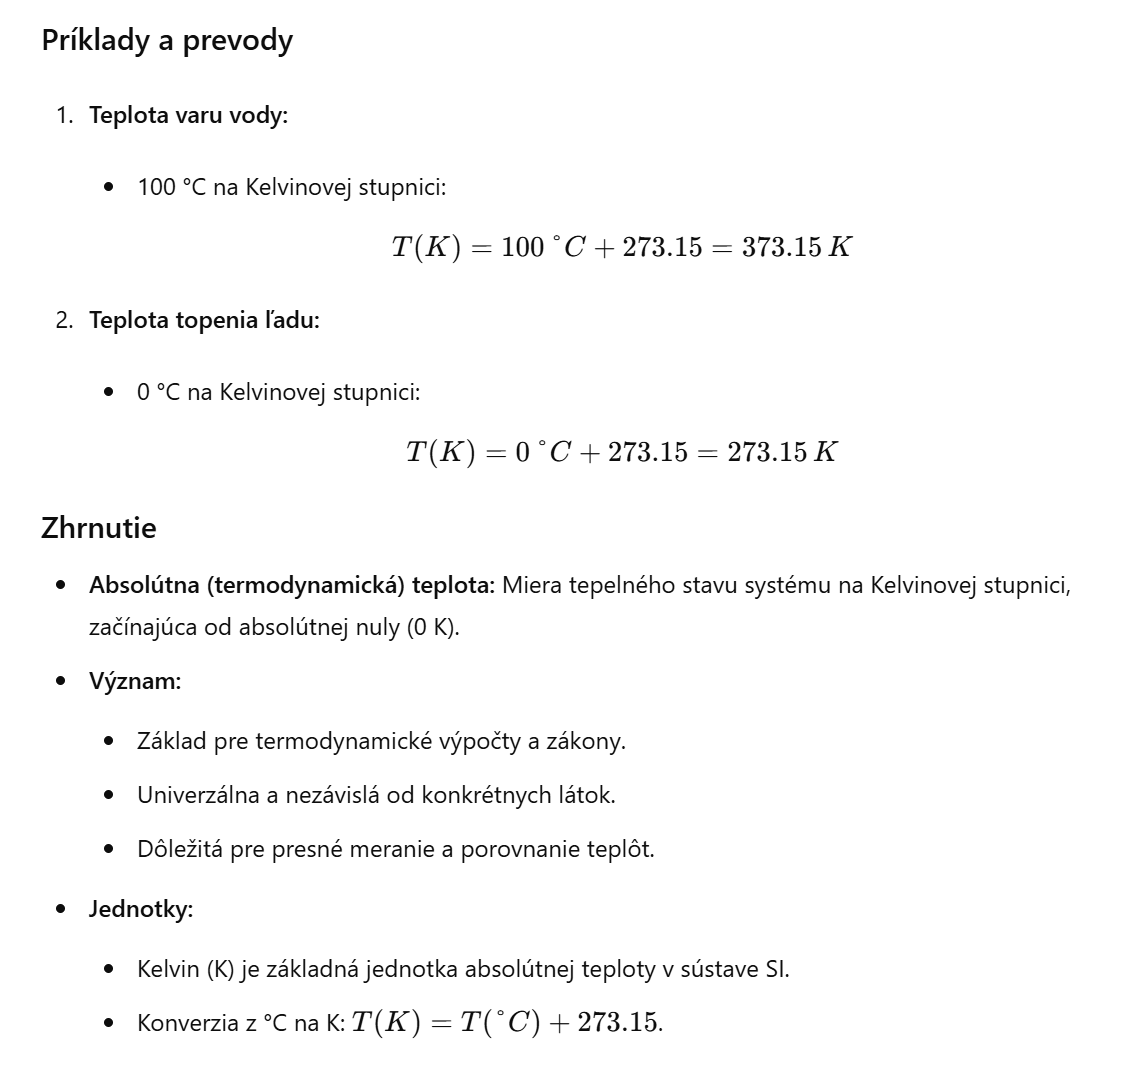 Príklady a prevody
1. Teplota varu vody:
• 100 °C na Kelvinovej stupnici:
T(K) = 100 °C + 273.15 = 373.15 K
2. Teplota topenia ľadu:
• 0 °C na Kelvinovej stupnici:
T(K) = 0 °C + 273.15 = 273.15 K
Zhrnutie
• Absolútna (termodynamická) teplota: Miera tepelného stavu systému na Kelvinovej stupnici,
začínajúca od absolútnej nuly (0 K).
• Význam:
• Základ pre termodynamické výpočty a zákony.
• Univerzálna a nezávislá od konkrétnych látok.
• Dôležitá pre presné meranie a porovnanie teplôt.
• Jednotky:
• Kelvin (K) je základná jednotka absolútnej teploty v sústave SI.
• Konverzia z °C na K: T(K) = T(°C) + 273.15.